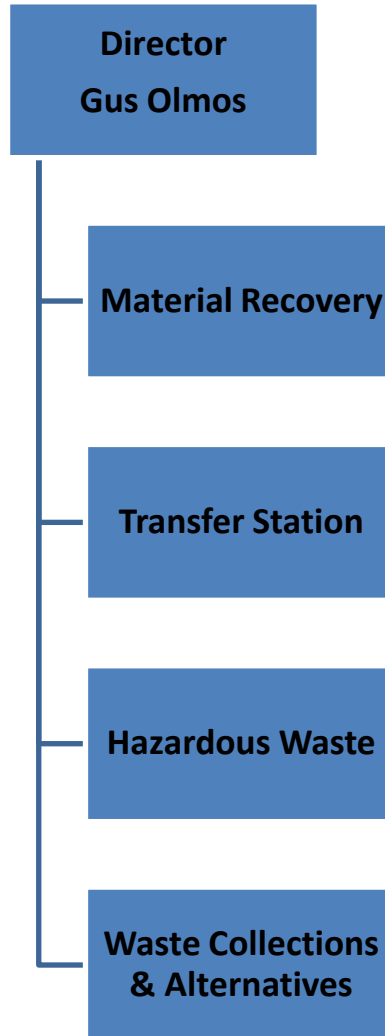 Director
Gus Olmos
Material Recovery
Transfer Station
Hazardous Waste
Waste Collections
& Alternatives